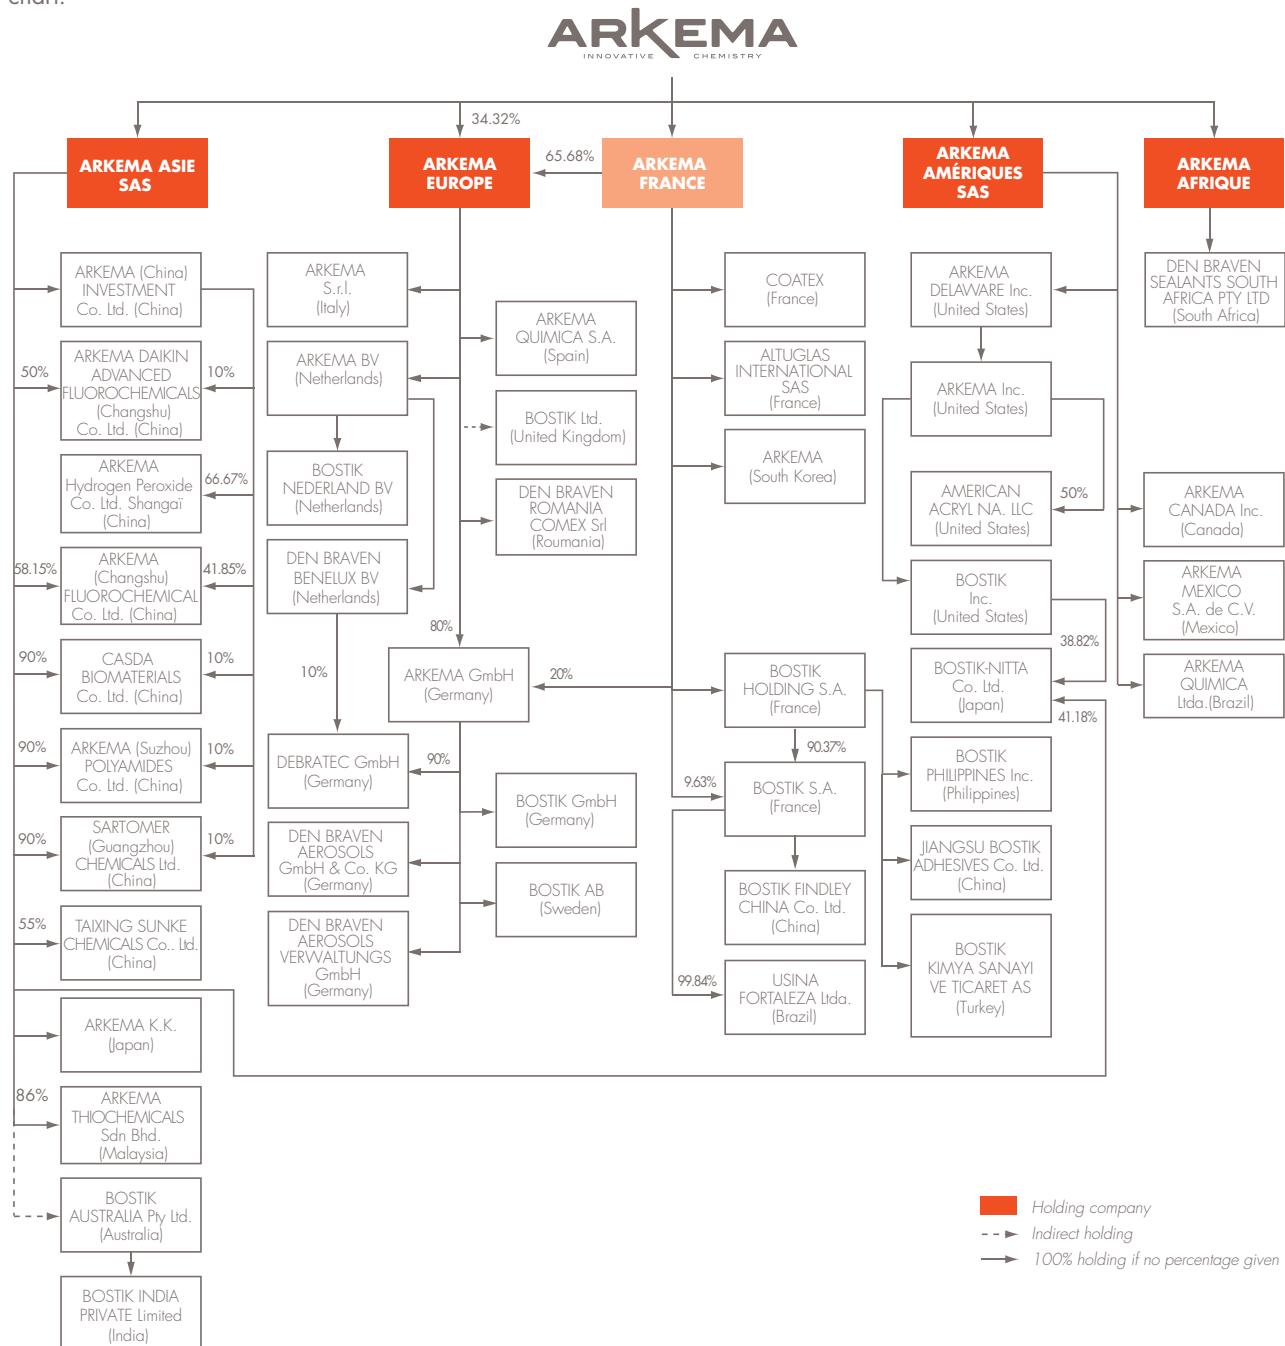 chart.
ARKEMA
INNOVATIVE CHEMISTRY
34.32%
65.68%
ARKEMA ASIE
SAS
ARKEMA
EUROPE
ARKEMA
FRANCE
ARKEMA
AMÉRIQUES
SAS
ARKEMA
AFRIQUE
ARKEMA (China)
INVESTMENT
Co. Ltd. (China)
50%
ARKEMA DAIKIN
ADVANCED
FLUOROCHEMICALS
(Changshu)
Co. Ltd. (China)
10%
ARKEMA
Hydrogen Peroxide
Co. Ltd. Shangaï
(China)
66.67%
58.15%
ARKEMA
(Changshu)
FLUOROCHEMICAL
Co. Ltd. (China)
41.85%
90%
CASDA
BIOMATERIALS
Co. Ltd. (China)
10%
90%
ARKEMA (Suzhou)
POLYAMIDES
Co. Ltd. (China)
10%
90%
SARTOMER
(Guangzhou)
CHEMICALS Ltd.
(China)
10%
55%
TAIXING SUNKE
CHEMICALS Co.. Ltd.
(China)
ARKEMA K.K.
(Japan)
86%
ARKEMA
THIOCHEMICALS
Sdn Bhd.
(Malaysia)
BOSTIK
AUSTRALIA Pty Ltd.
(Australia)
BOSTIK INDIA
PRIVATE Limited
(India)
ARKEMA
S.r.l.
(Italy)
ARKEMA BV
(Netherlands)
BOSTIK
NEDERLAND BV
(Netherlands)
DEN BRAVEN
BENELUX BV
(Netherlands)
10%
80%
ARKEMA GmbH
(Germany)
20%
DEBRATEC GmbH
(Germany)
90%
DEN BRAVEN
AEROSOLS
GmbH & Co. KG
(Germany)
DEN BRAVEN
AEROSOLS
VERWALTUNGS
GmbH
(Germany)
ARKEMA
QUIMICA S.A.
(Spain)
BOSTIK Ltd.
(United Kingdom)
DEN BRAVEN
ROMANIA
COMEX Srl
(Roumania)
BOSTIK GmbH
(Germany)
BOSTIK AB
(Sweden)
COATEX
(France)
ALTUGLAS
INTERNATIONAL
SAS
(France)
ARKEMA
(South Korea)
BOSTIK
HOLDING S.A.
(France)
90.37%
9.63%
BOSTIK S.A.
(France)
BOSTIK FINDLEY
CHINA Co. Ltd.
(China)
99.84%
USINA
FORTALEZA Ltda.
(Brazil)
ARKEMA
DELAWARE Inc.
(United States)
ARKEMA Inc.
(United States)
AMERICAN
ACRYL NA. LLC
(United States)
50%
BOSTIK
Inc.
(United States)
38.82%
BOSTIK-NITTA
Co. Ltd.
(Japan)
41.18%
BOSTIK
PHILIPPINES Inc.
(Philippines)
JIANGSU BOSTIK
ADHESIVES Co. Ltd.
(China)
BOSTIK
KIMYA SANAYI
VE TICARET AS
(Turkey)
DEN BRAVEN
SEALANTS SOUTH
AFRICA PTY LTD
(South Africa)
ARKEMA
CANADA Inc.
(Canada)
ARKEMA
MEXICO
S.A. de C.V.
(Mexico)
ARKEMA
QUIMICA
Ltda.(Brazil)
Holding company
Indirect holding
100% holding if no percentage given